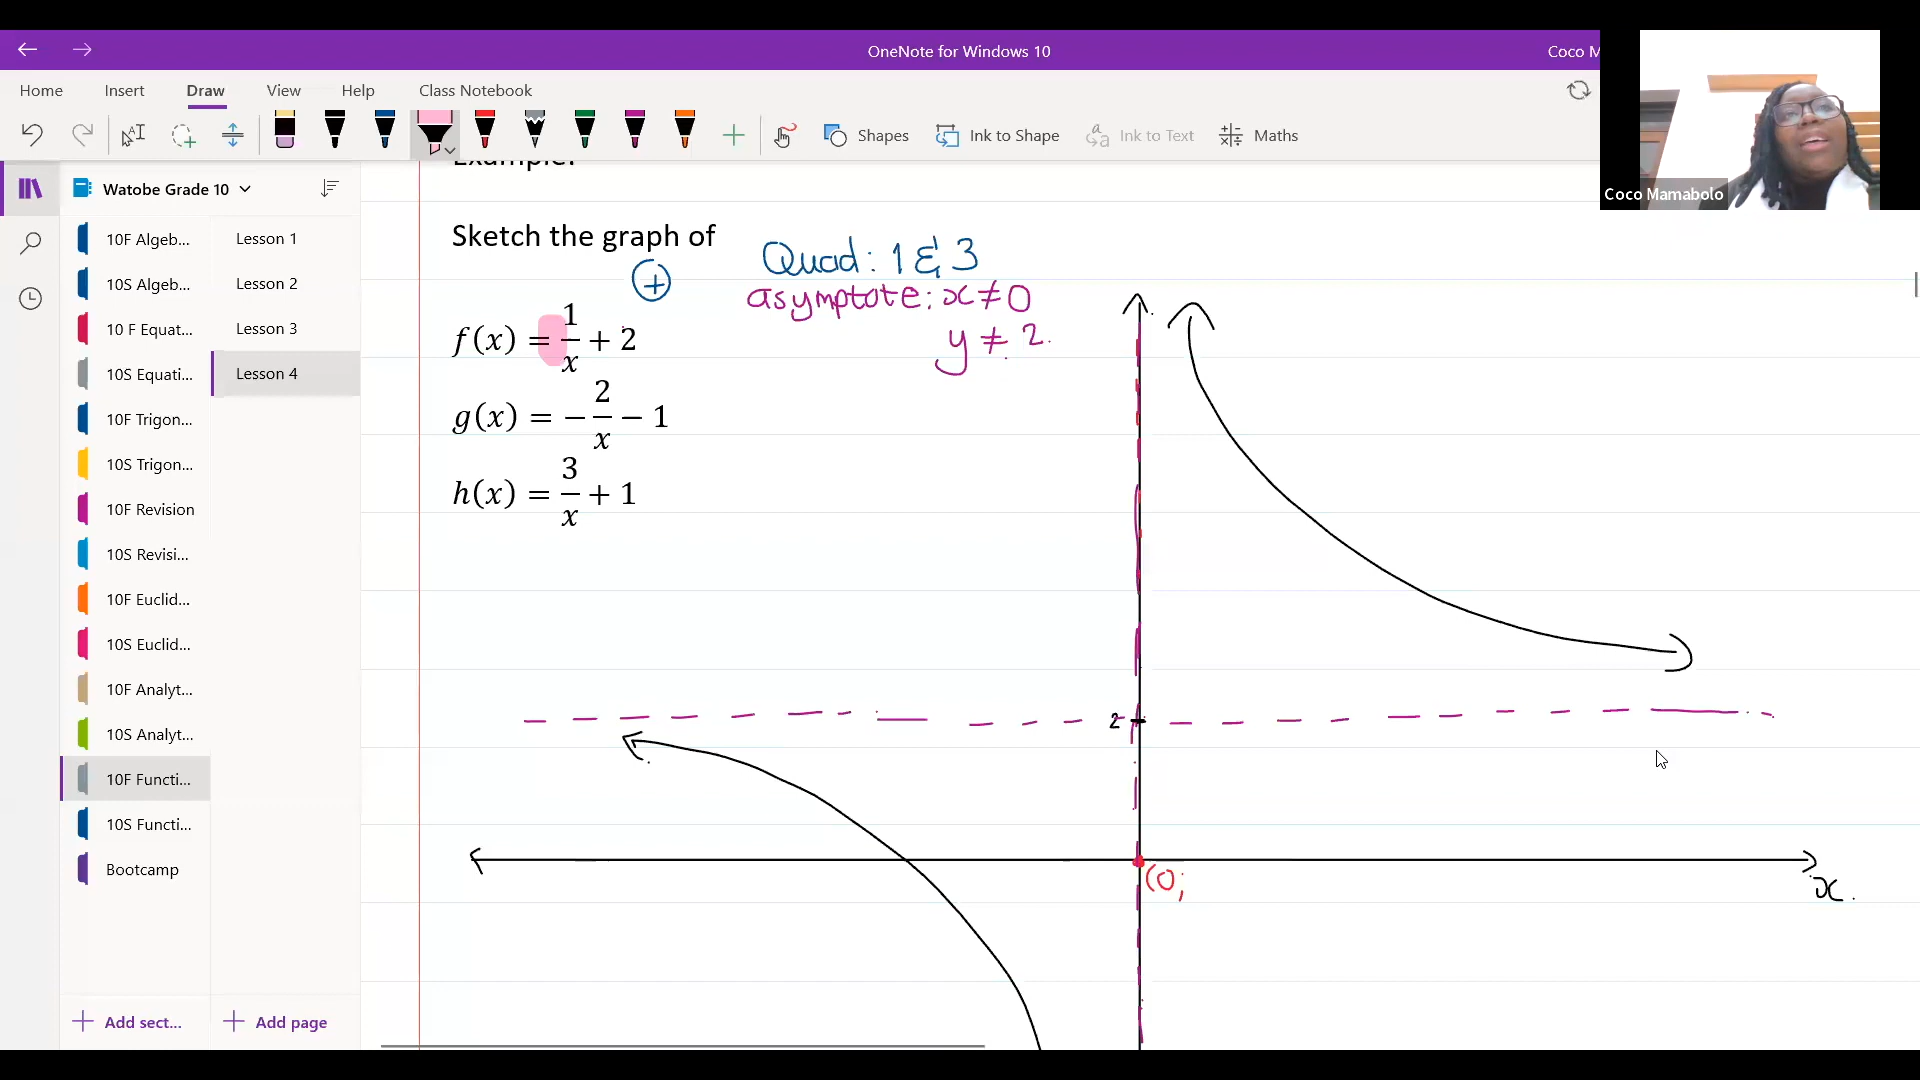 OneNote for Windows 10
Coco M
Home Insert Draw View Help Class Notebook
Shapes Ink to Shape Ink to Text Maths
Coco Mamabolo
Watobe Grade 10
10F Algeb...
10S Algeb...
10 F Equat...
10S Equati...
10F Trigon...
10S Trigon...
10F Revision
10S Revisi...
10F Euclid...
10S Euclid...
10F Analyt...
10S Analyt...
10F Functi...
10S Functi...
Bootcamp
Add sect...
Lesson 1
Lesson 2
Lesson 3
Lesson 4
Add page
Example:
Sketch the graph of
+
f(x) = 1/x + 2
g(x) = −2/x − 1
h(x) = 3/x + 1
Quad: 1 & 3
asymptote: x ≠ 0
y ≠ 2
2
(0;
x